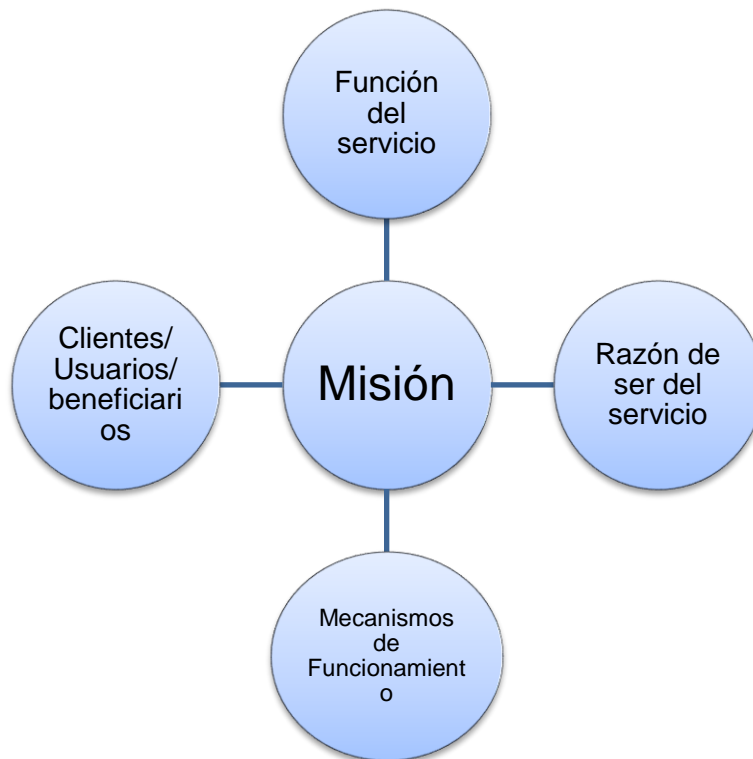 Función
del
servicio
Clientes/
Usuarios/
beneficiari
os
Misión
Razón de
ser del
servicio
Mecanismos
de
Funcionamient
o